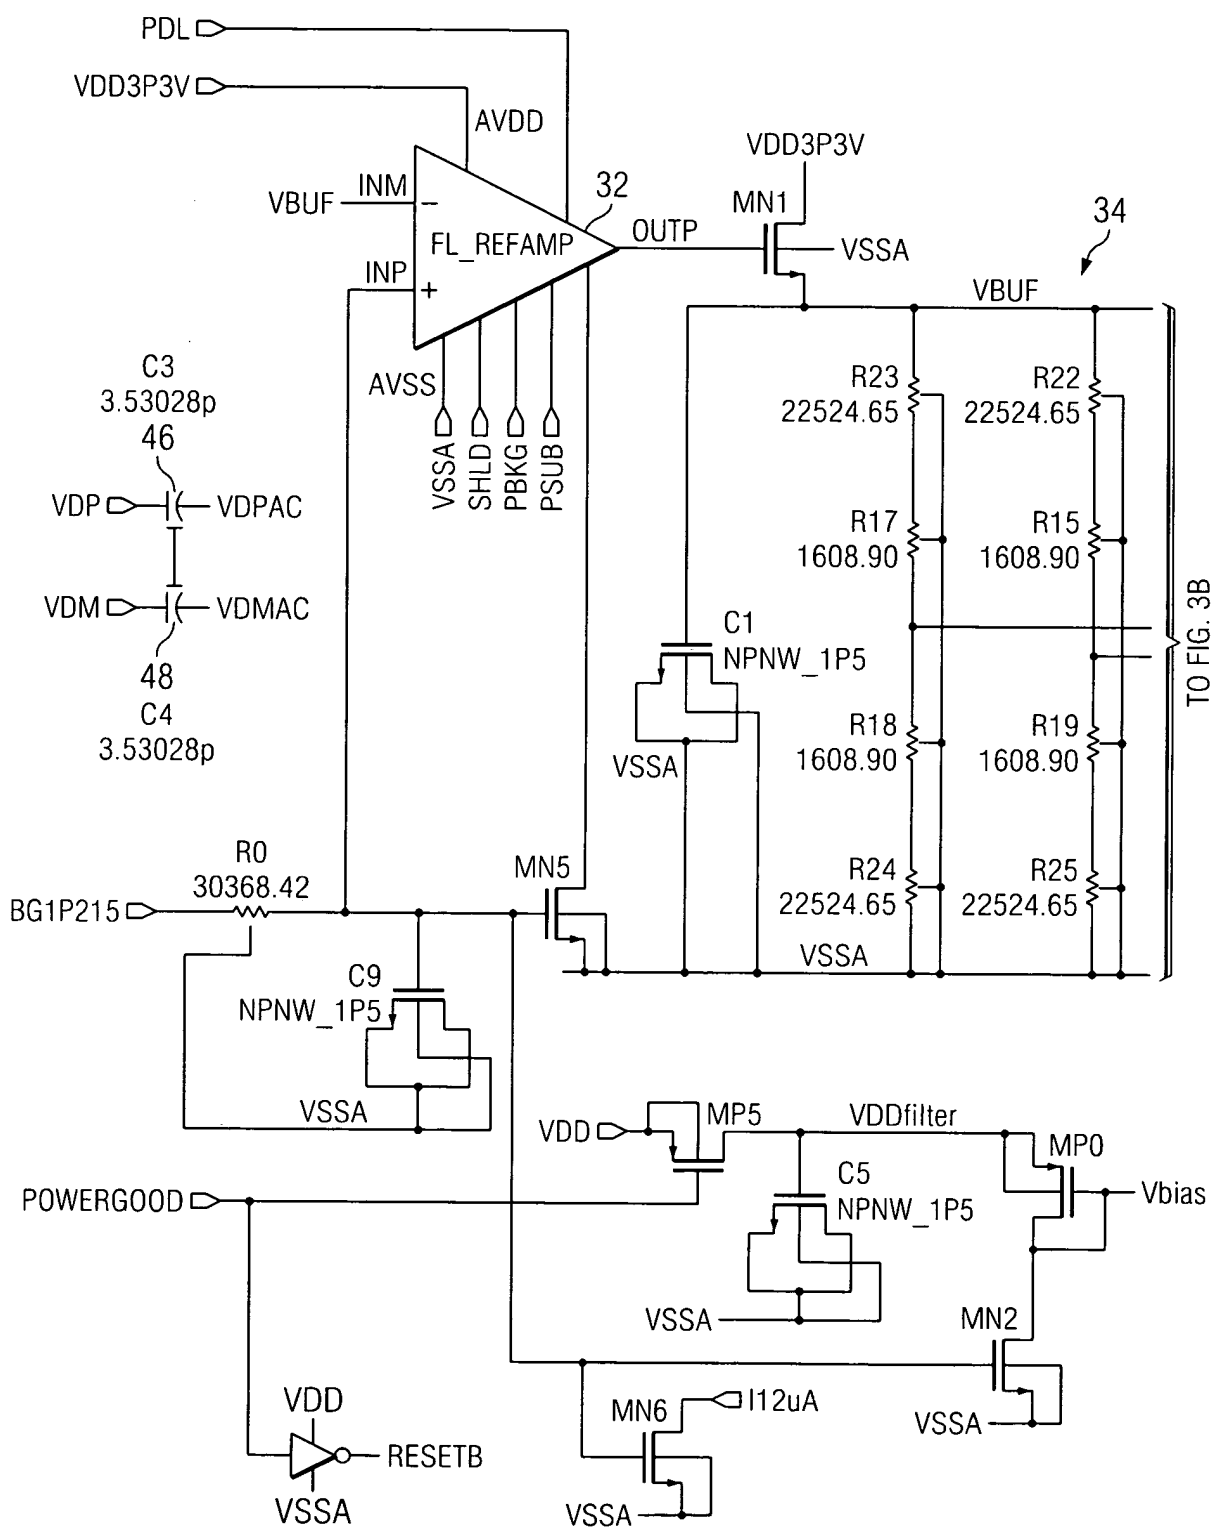 PDL
VDD3P3V
AVDD
VDD3P3V
INM
VBUF
32
MN1
34
FL_REFAMP
OUTP
VSSA
INP
VBUF
C3
3.53028p
46
AVSS
R23
22524.65
R22
22524.65
VSSA
SHLD
PBKG
PSUB
VDP
VDPAC
R17
1608.90
R15
1608.90
VDM
VDMAC
48
C4
3.53028p
C1
NPNW_1P5
VSSA
R18
1608.90
R19
1608.90
TO FIG. 3B
R0
30368.42
MN5
R24
22524.65
R25
22524.65
BG1P215
VSSA
C9
NPNW_1P5
VSSA
VDD
MP5
VDDfilter
MP0
C5
NPNW_1P5
Vbias
POWERGOOD
VSSA
MN2
VDD
I12uA
MN6
VSSA
RESETB
VSSA
VSSA